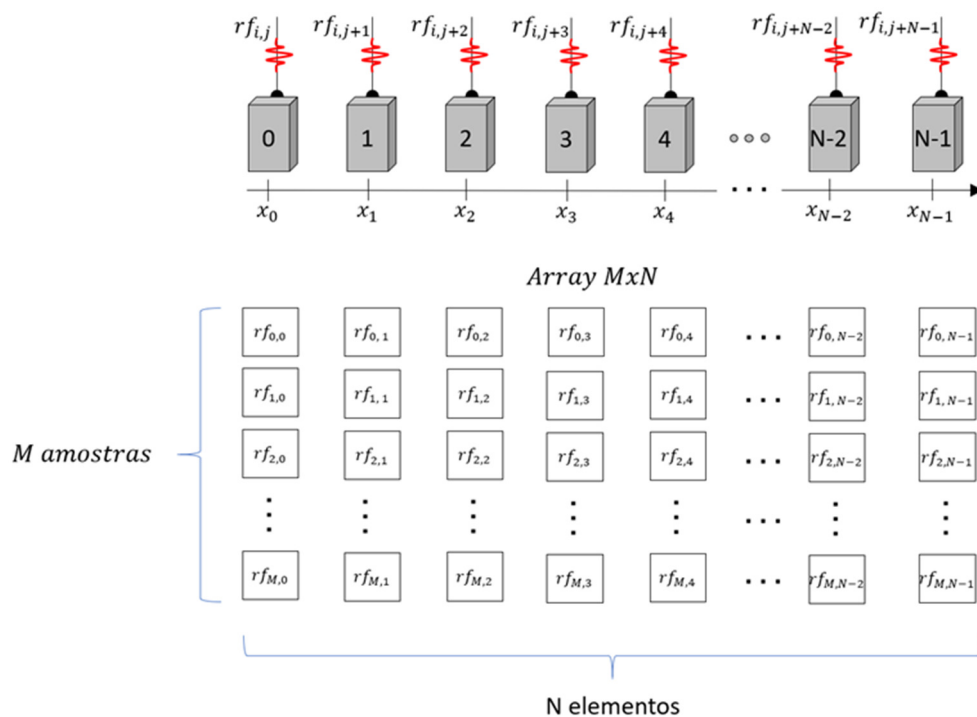 rf_{i,j} rf_{i,j+1} rf_{i,j+2} rf_{i,j+3} rf_{i,j+4} rf_{i,j+N−2} rf_{i,j+N−1}
0 1 2 3 4 N-2 N-1
x_0 x_1 x_2 x_3 x_4 ... x_{N−2} x_{N−1}
Array MxN
rf_{0,0} rf_{0,1} rf_{0,2} rf_{0,3} rf_{0,4} ... rf_{0,N−2} rf_{0,N−1}
rf_{1,0} rf_{1,1} rf_{1,2} rf_{1,3} rf_{1,4} ... rf_{1,N−2} rf_{1,N−1}
M amostras
rf_{2,0} rf_{2,1} rf_{2,2} rf_{2,3} rf_{2,4} ... rf_{2,N−2} rf_{2,N−1}
rf_{M,0} rf_{M,1} rf_{M,2} rf_{M,3} rf_{M,4} ... rf_{M,N−2} rf_{M,N−1}
N elementos